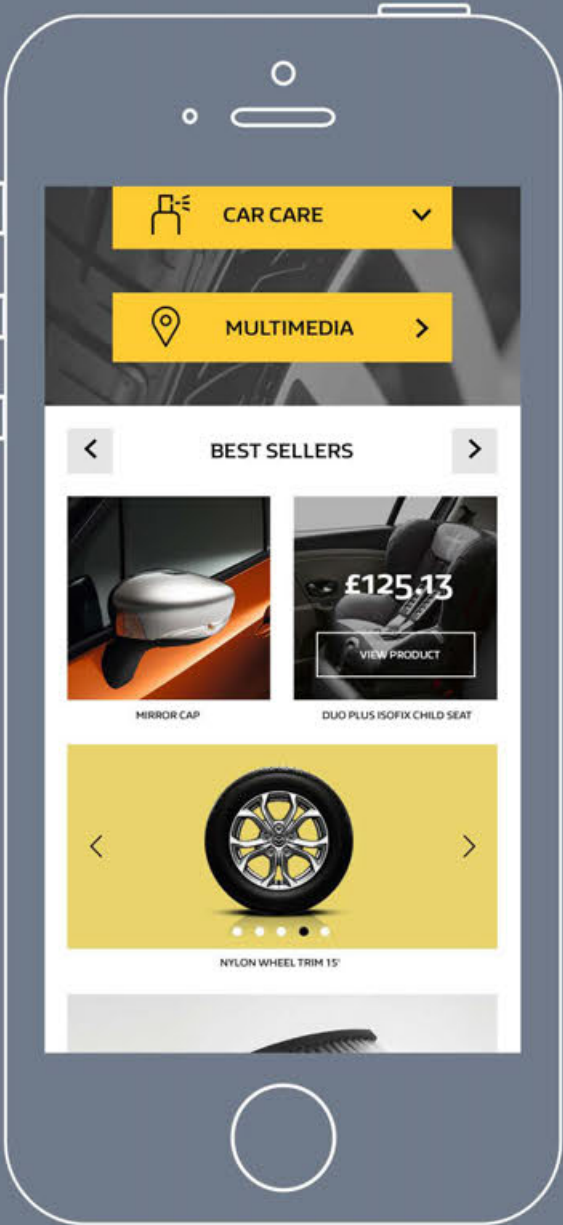 CAR CARE
MULTIMEDIA
BEST SELLERS
£125.13
VIEW PRODUCT
MIRROR CAP
DUO PLUS ISOFIX CHILD SEAT
NYLON WHEEL TRIM 15'